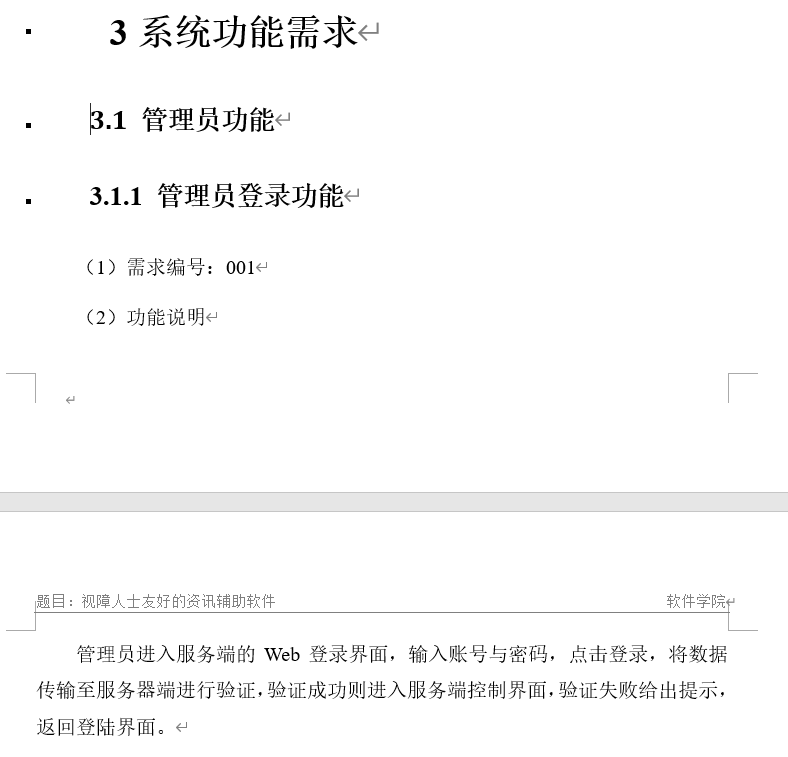 3 系统功能需求
3.1 管理员功能
3.1.1 管理员登录功能
（1）需求编号：001
（2）功能说明
题目：视障人士友好的资讯辅助软件 软件学院
管理员进入服务端的 Web 登录界面，输入账号与密码，点击登录，将数据
传输至服务器端进行验证，验证成功则进入服务端控制界面，验证失败给出提示，
返回登陆界面。